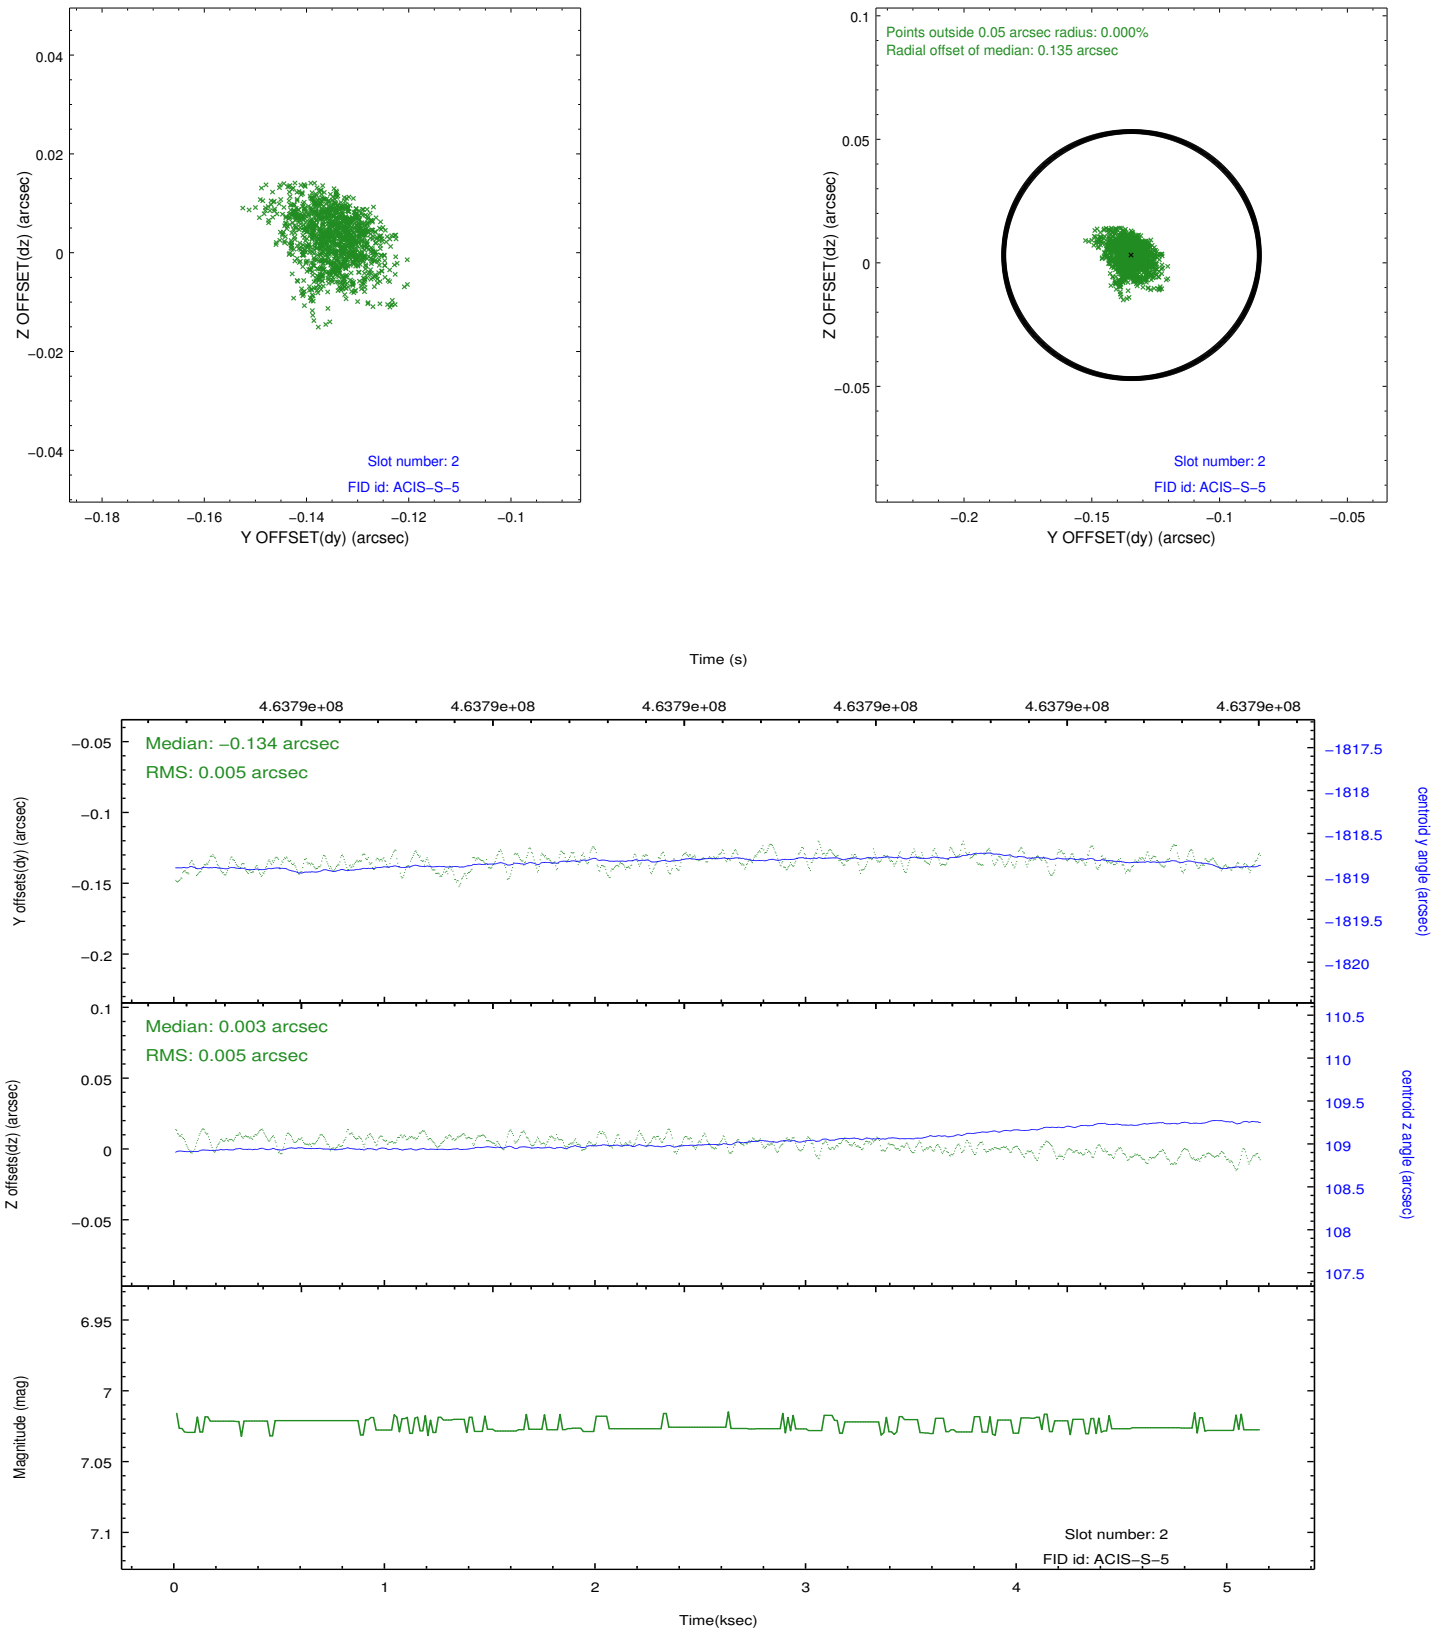 0.04
0.02
0
−0.02
−0.04
Z OFFSET(dz) (arcsec)
Slot number: 2
FID id: ACIS−S−5
−0.18
−0.16
−0.14
−0.12
−0.1
Y OFFSET(dy) (arcsec)
Points outside 0.05 arcsec radius: 0.000%
Radial offset of median: 0.135 arcsec
0.1
0.05
0
−0.05
Z OFFSET(dz) (arcsec)
Slot number: 2
FID id: ACIS−S−5
−0.2
−0.15
−0.1
−0.05
Y OFFSET(dy) (arcsec)
Time (s)
4.6379e+08
4.6379e+08
4.6379e+08
4.6379e+08
4.6379e+08
4.6379e+08
Median: −0.134 arcsec
RMS: 0.005 arcsec
−0.05
−0.1
−0.15
−0.2
Y offsets(dy) (arcsec)
−1817.5
−1818
−1818.5
−1819
−1819.5
−1820
centroid y angle (arcsec)
Median: 0.003 arcsec
RMS: 0.005 arcsec
0.1
0.05
0
−0.05
Z offsets(dz) (arcsec)
110.5
110
109.5
109
108.5
108
107.5
centroid z angle (arcsec)
6.95
7
7.05
7.1
Magnitude (mag)
Slot number: 2
FID id: ACIS−S−5
0
1
2
3
4
5
Time(ksec)